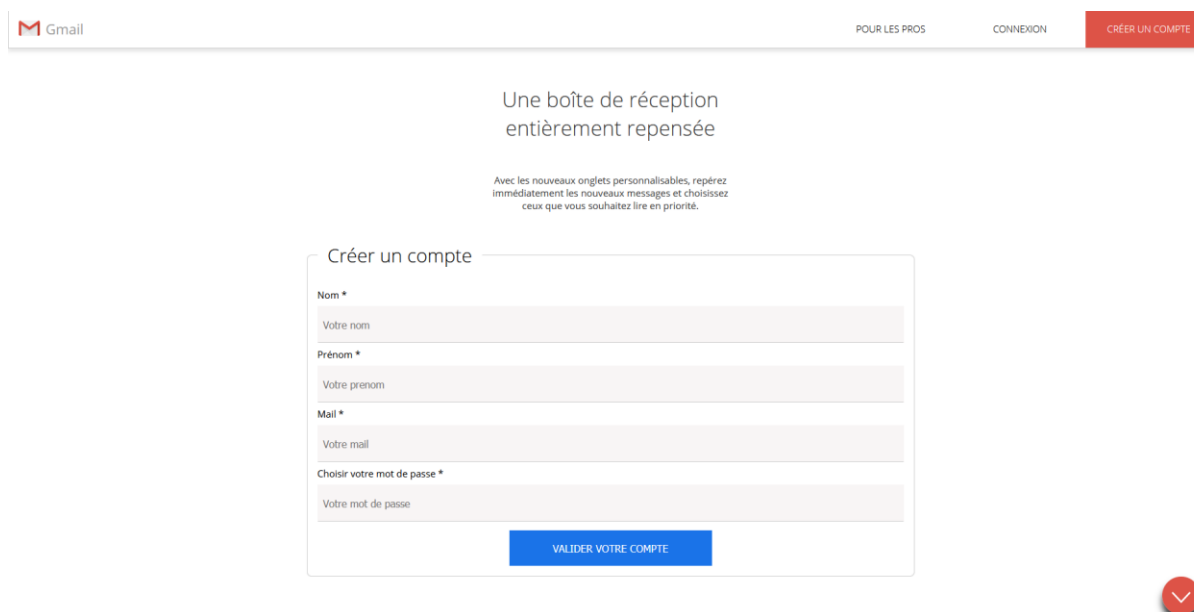 Gmail
POUR LES PROS
CONNEXION
CRÉER UN COMPTE
Une boîte de réception
entièrement repensée
Avec les nouveaux onglets personnalisables, repérez
immédiatement les nouveaux messages et choisissez
ceux que vous souhaitez lire en priorité.
Créer un compte
Nom *
Votre nom
Prénom *
Votre prenom
Mail *
Votre mail
Choisir votre mot de passe *
Votre mot de passe
VALIDER VOTRE COMPTE